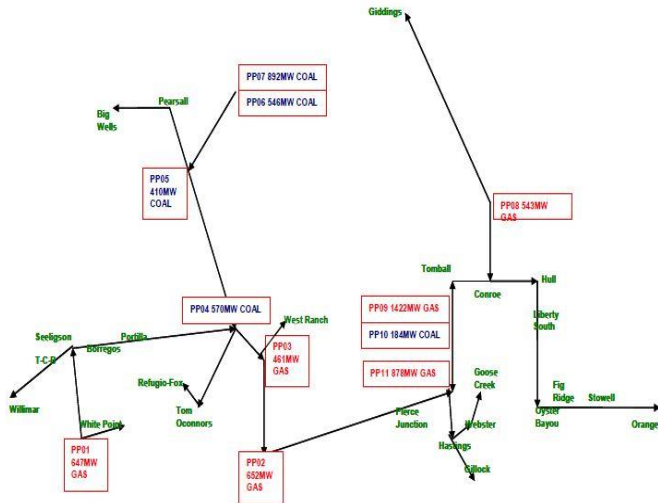 Giddings
PP07 892MW COAL
PP06 546MW COAL
Pearsall
Big
Wells
PP05
410MW
COAL
PP08 543MW
GAS
Tomball
Hull
Conroe
PP04 570MW COAL
PP09 1422MW GAS
PP10 184MW COAL
PP11 878MW GAS
West Ranch
Liberty
South
Seeligson
Portilla
Borregos
T-C-B
PP03
461MW
GAS
Goose
Creek
Refugio-Fox
Tom
Oconnors
Willimar
White Point
Fig
Ridge
Stowell
Pierce
Junction
Webster
Oyster
Bayou
Orange
Hastings
Gillock
PP01
647MW
GAS
PP02
652MW
GAS